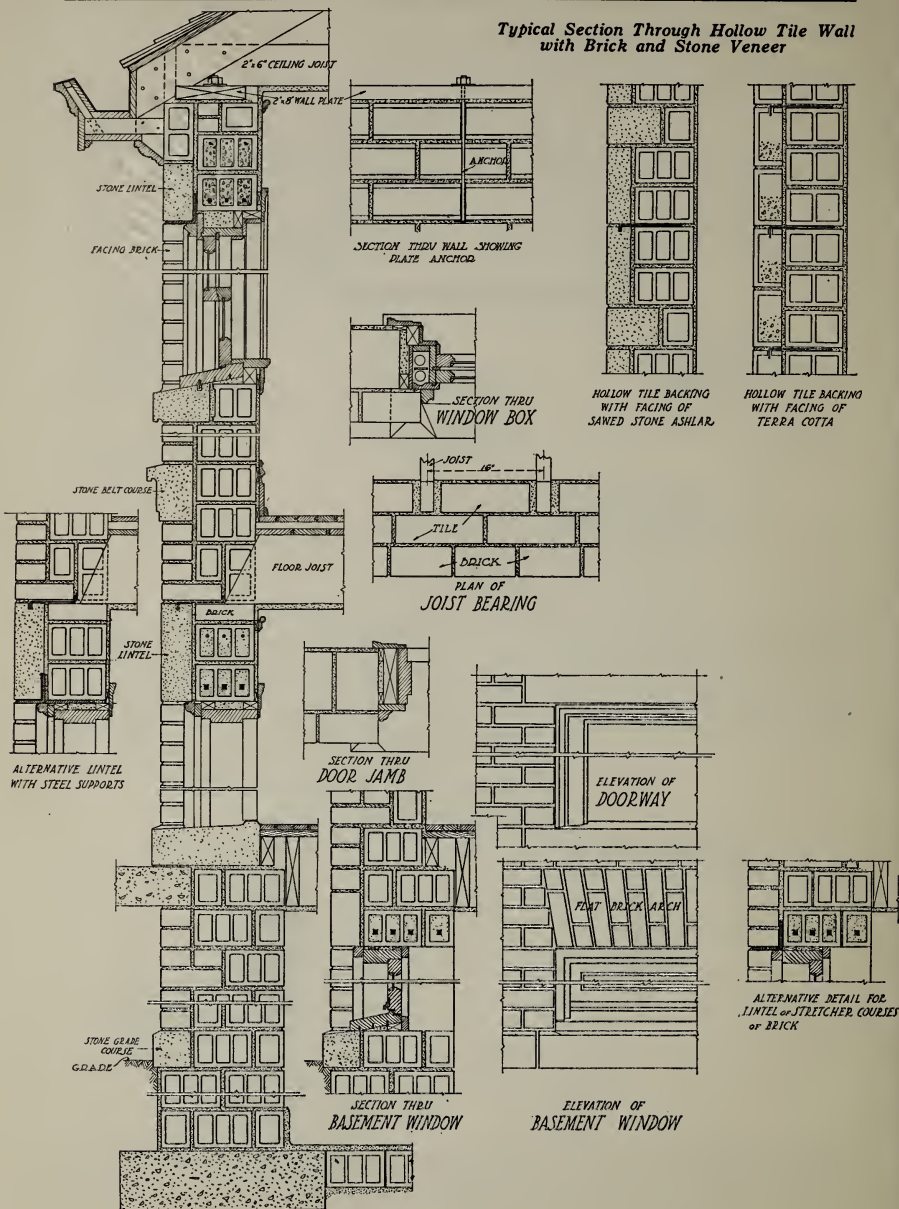 Typical Section Through Hollow Tile Wall
with Brick and Stone Veneer
2"x6" CEILING JOIST
2"x8" WALL PLATE
STONE LINTEL
FACING BRICK
ANCHOR
SECTION THRU WALL SHOWING
PLATE ANCHOR
HOLLOW TILE BACKING
WITH FACING OF
SAWED STONE ASHLAR
HOLLOW TILE BACKING
WITH FACING OF
TERRA COTTA
SECTION THRU
WINDOW BOX
STONE BELT COURSE
JOIST
16"
TILE
BRICK
PLAN OF
JOIST BEARING
FLOOR JOIST
BRICK
STONE
LINTEL
ALTERNATIVE LINTEL
WITH STEEL SUPPORTS
SECTION THRU
DOOR JAMB
ELEVATION OF
DOORWAY
FLAT BRICK ARCH
ALTERNATIVE DETAIL FOR
LINTEL or STRETCHER COURSES
OF BRICK
STONE GRADE
COURSE
GRADE
SECTION THRU
BASEMENT WINDOW
ELEVATION OF
BASEMENT WINDOW